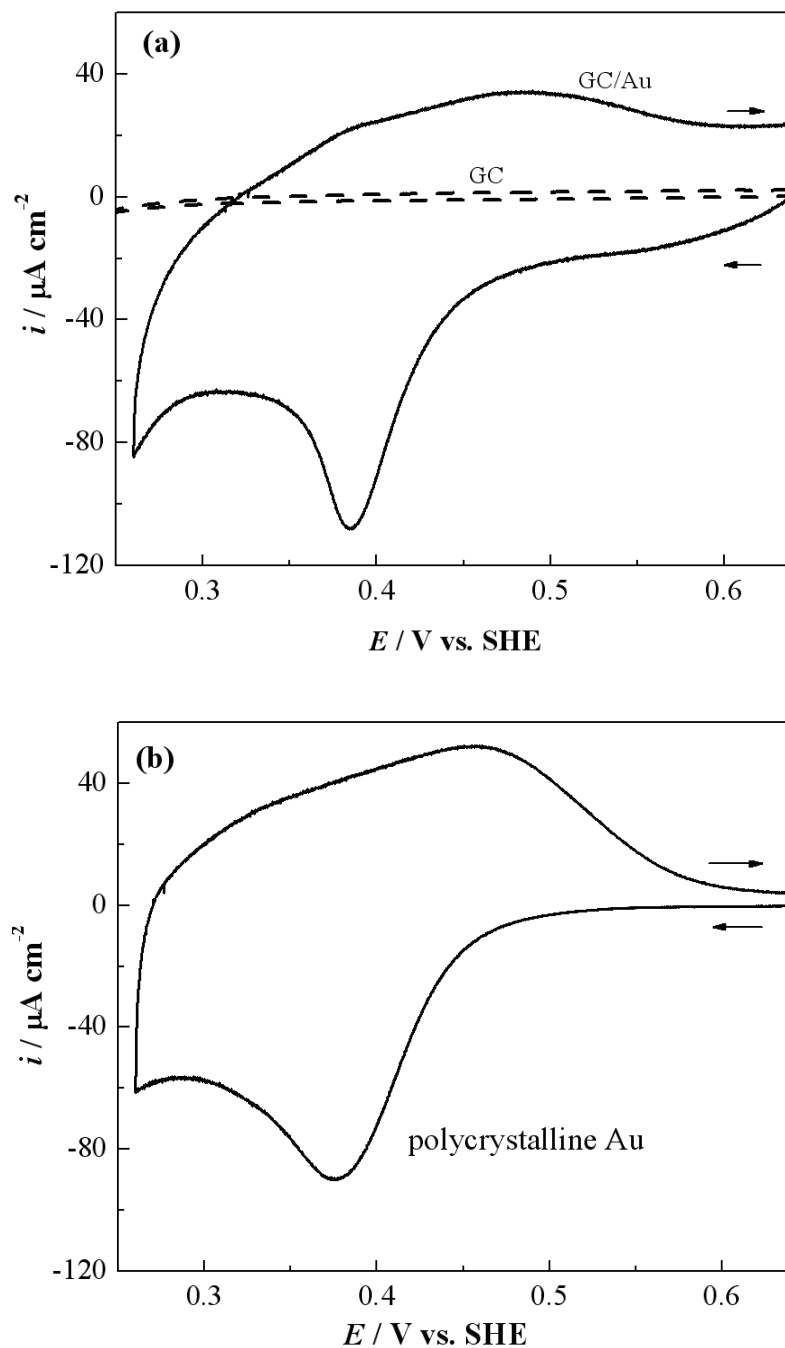 (a)
GC/Au
GC
40
0
-40
-80
-120
i / µA cm⁻²
0.3 0.4 0.5 0.6
E / V vs. SHE
(b)
polycrystalline Au
40
0
-40
-80
-120
i / µA cm⁻²
0.3 0.4 0.5 0.6
E / V vs. SHE